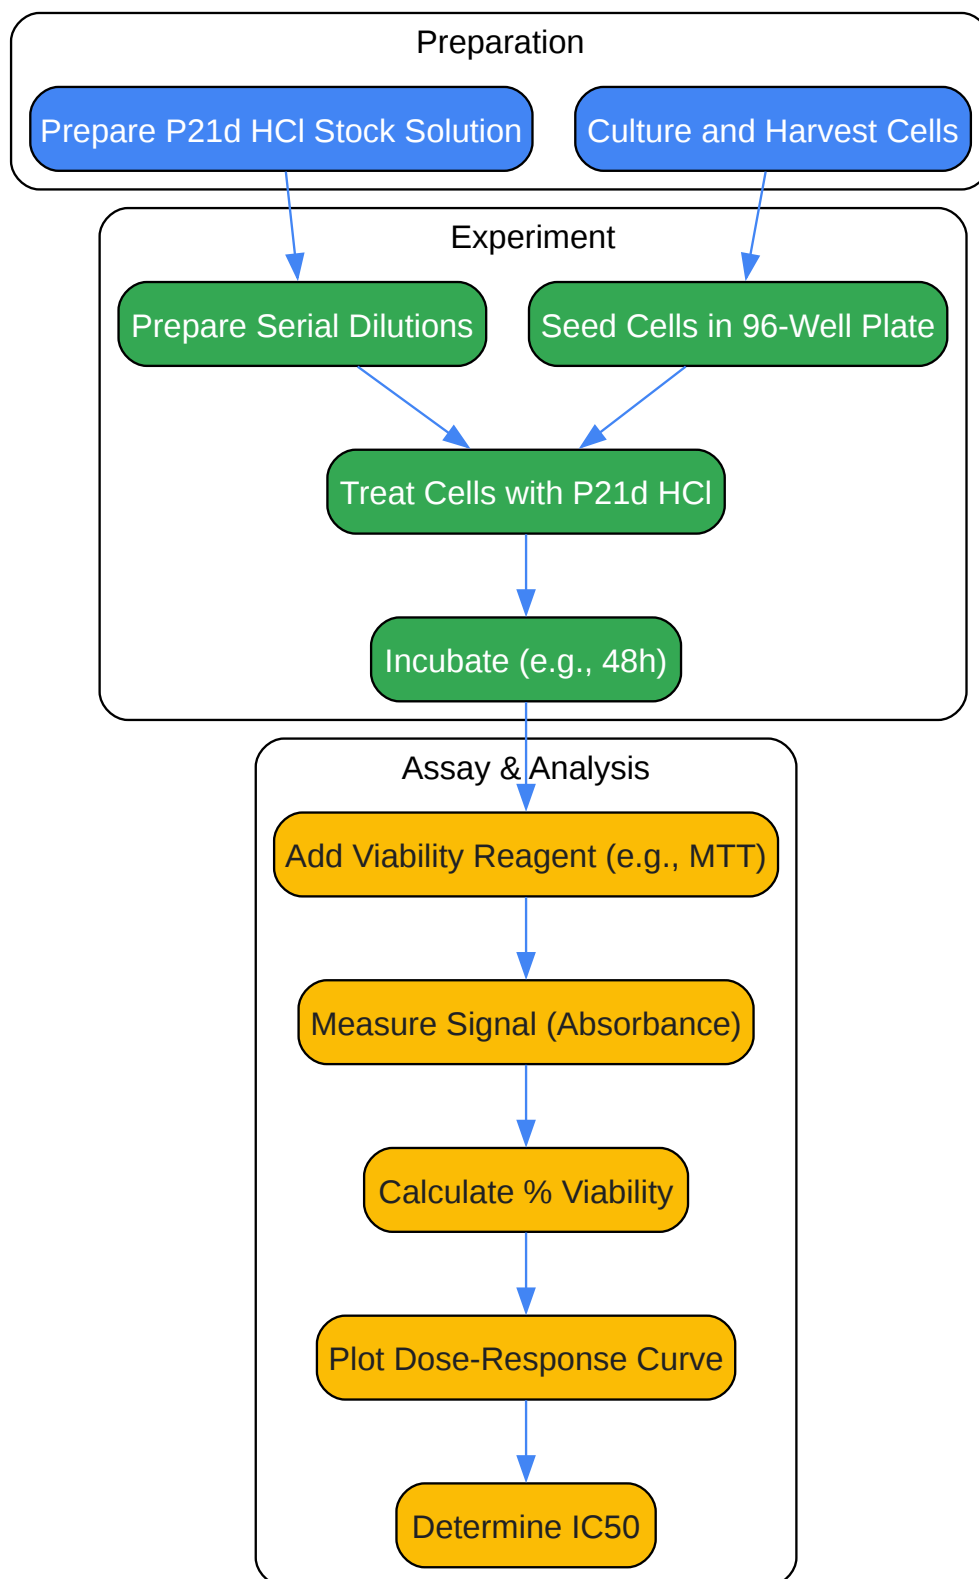 Preparation
Prepare P21d HCl Stock Solution
Culture and Harvest Cells
Experiment
Prepare Serial Dilutions
Seed Cells in 96-Well Plate
Treat Cells with P21d HCl
Incubate (e.g., 48h)
Assay & Analysis
Add Viability Reagent (e.g., MTT)
Measure Signal (Absorbance)
Calculate % Viability
Plot Dose-Response Curve
Determine IC50